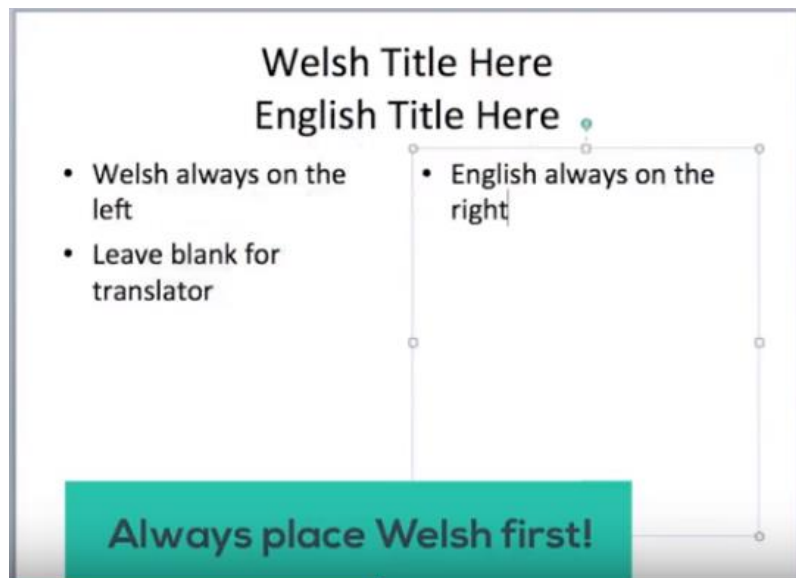 Welsh Title Here
English Title Here
• Welsh always on the
left
• Leave blank for
translator
• English always on the
right
Always place Welsh first!